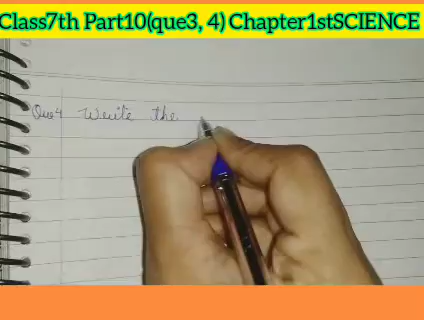 Class7th Part10(que3, 4) Chapter1stSCIENCE
Que4 Write the